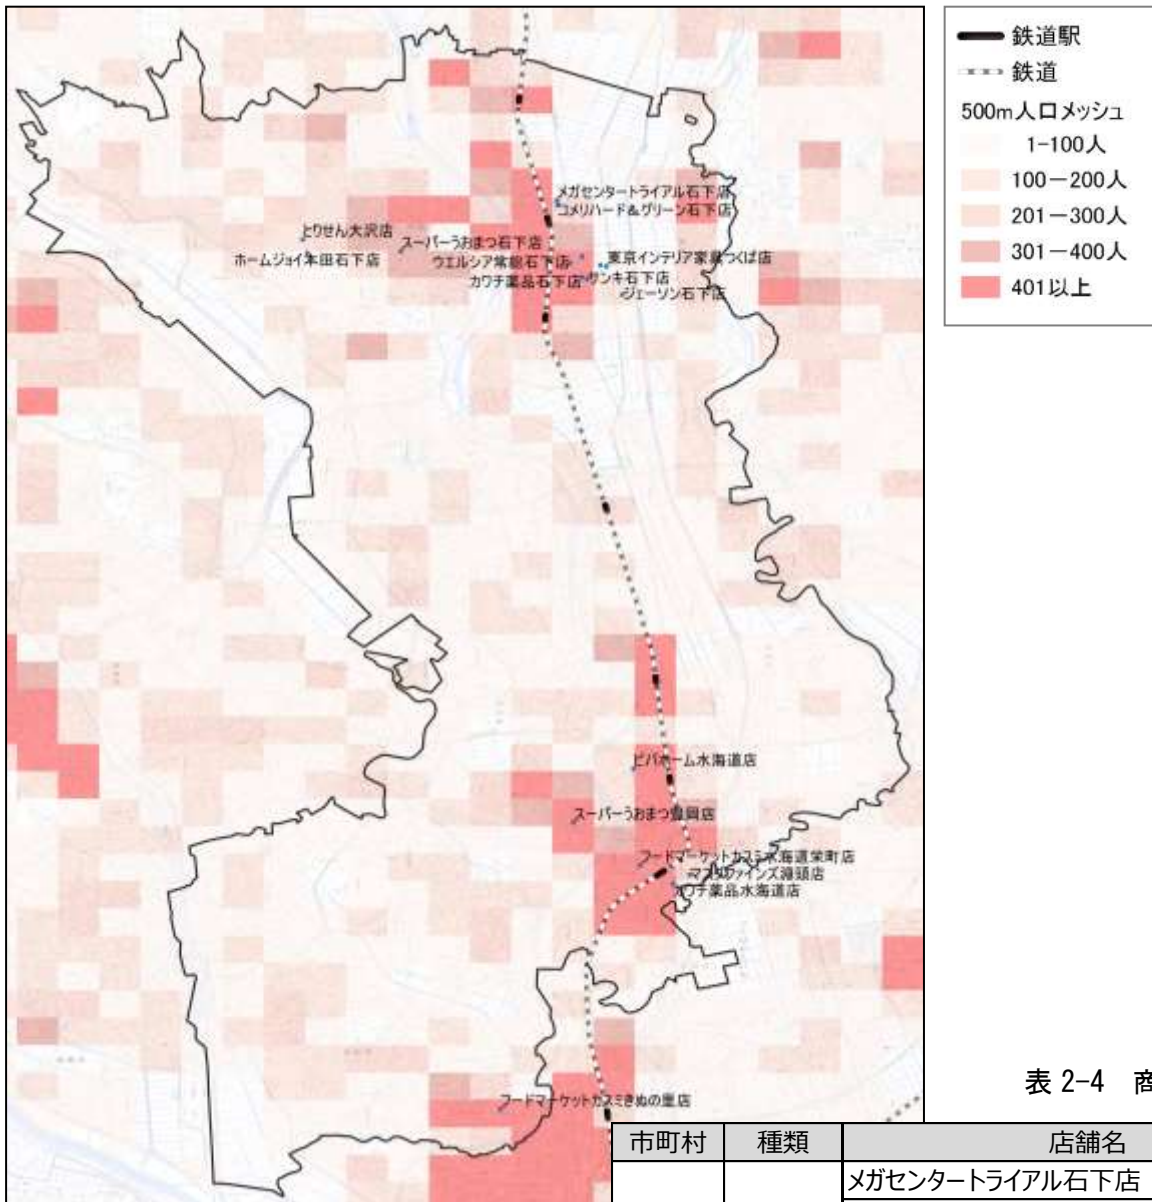 鉄道駅
鉄道
500m人口メッシュ
1-100人
100－200人
201－300人
301－400人
401以上
メガセンタートライアル石下店
コメリハード&グリーン石下店
とりせん大沢店
スーパーうおまつ石下店
ホームジョイ本田石下店
ウエルシア常総石下店
東京インテリア家具つくば店
カワチ薬品石下店
サンキ石下店
ジェーソン石下店
ビバホーム水海道店
スーパーうおまつ豊岡店
フードマーケットカスミ水海道栄町店
マスダファインズ淵頭店
カワチ薬品水海道店
フードマーケットカスミきぬの里店
表 2-4 商
市町村 種類 店舗名
メガセンタートライアル石下店